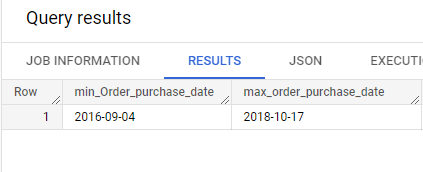 Query results
JOB INFORMATION RESULTS JSON EXECUTI
Row min_Order_purchase_date max_order_purchase_date
1 2016-09-04 2018-10-17